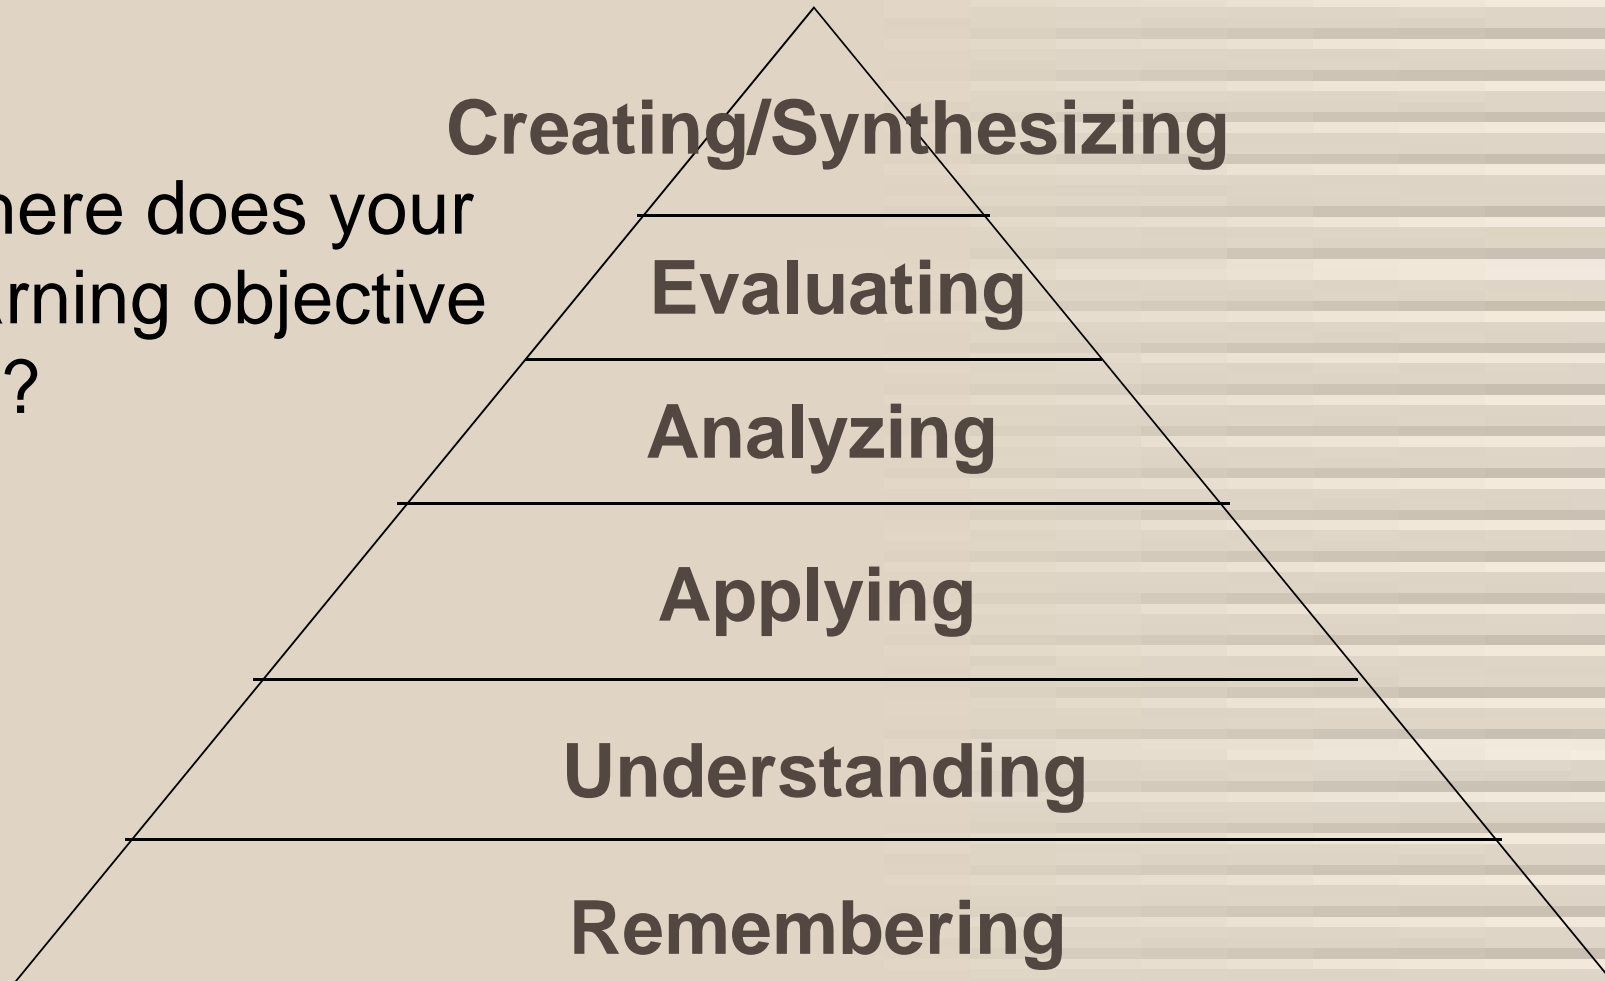 Creating/Synthesizing
here does your
rning objective
?
Evaluating
Analyzing
Applying
Understanding
Remembering